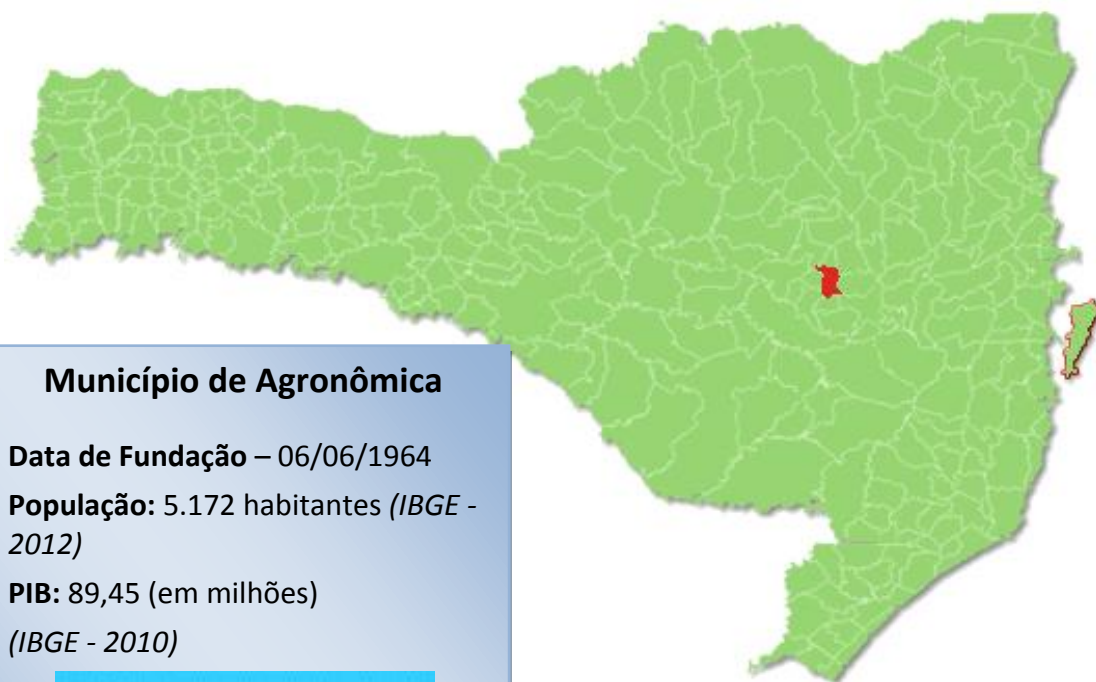 Município de Agronômica
Data de Fundação – 06/06/1964
População: 5.172 habitantes (IBGE -
2012)
PIB: 89,45 (em milhões)
(IBGE - 2010)